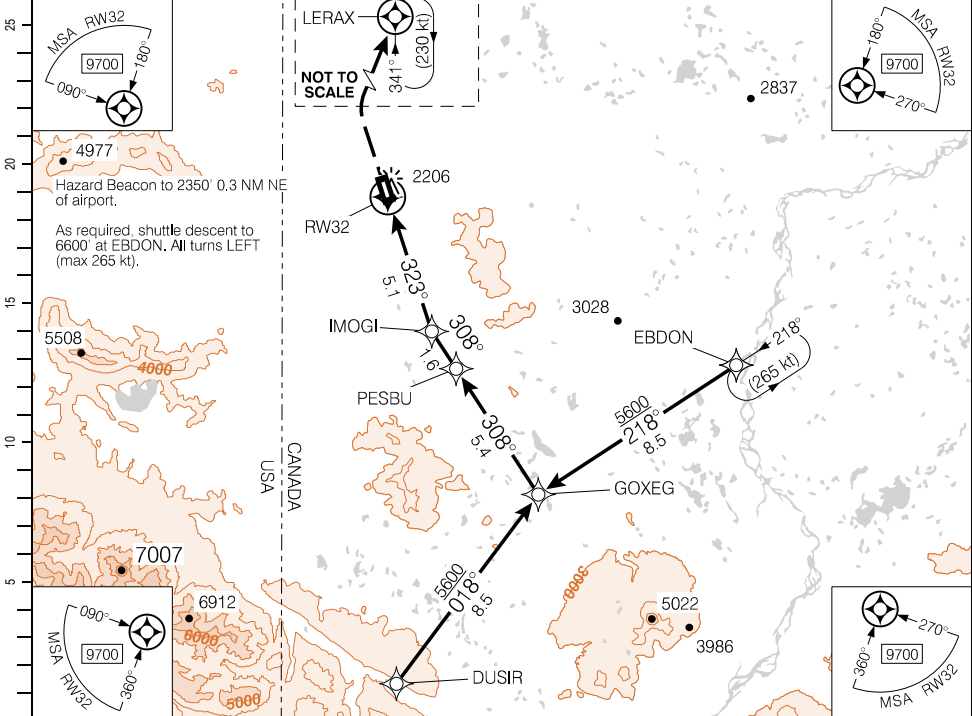 25
20
15
10
5
MSA RW32
9700
180°
090°
LERAX
NOT TO
SCALE
341°
(230 kt)
2837
MSA RW32
9700
180°
270°
4977
Hazard Beacon to 2350' 0.3 NM NE
of airport.
As required, shuttle descent to
6600' at EBDON. All turns LEFT
(max 265 kt).
2206
RW32
323°
5.1
IMOGI
308°
1.6
PESBU
3028
EBDON
218°
(265 kt)
5508
4000
5600
218°
8.5
308°
5.4
GOXEG
CANADA
USA
7007
5600
018°
8.5
3000
5022
3986
6912
6000
5000
DUSIR
090°
9700
360°
MSA RW32
270°
9700
360°
MSA RW32